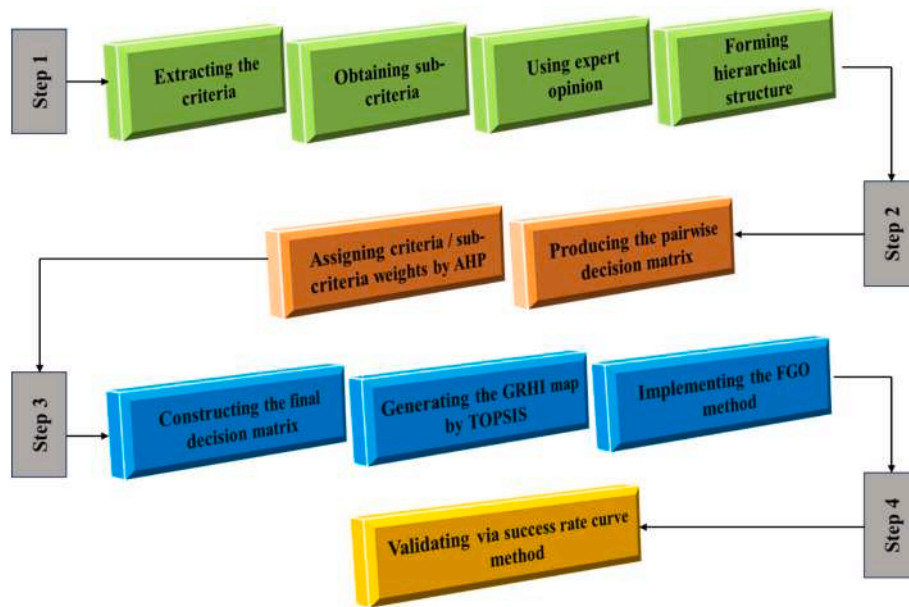 Step 1
Extracting the
criteria
Obtaining sub-
criteria
Using expert
opinion
Forming
hierarchical
structure
Step 2
Producing the pairwise
decision matrix
Assigning criteria / sub-
criteria weights by AHP
Step 3
Constructing the final
decision matrix
Generating the GRHI map
by TOPSIS
Implementing the FGO
method
Step 4
Validating via success rate curve
method